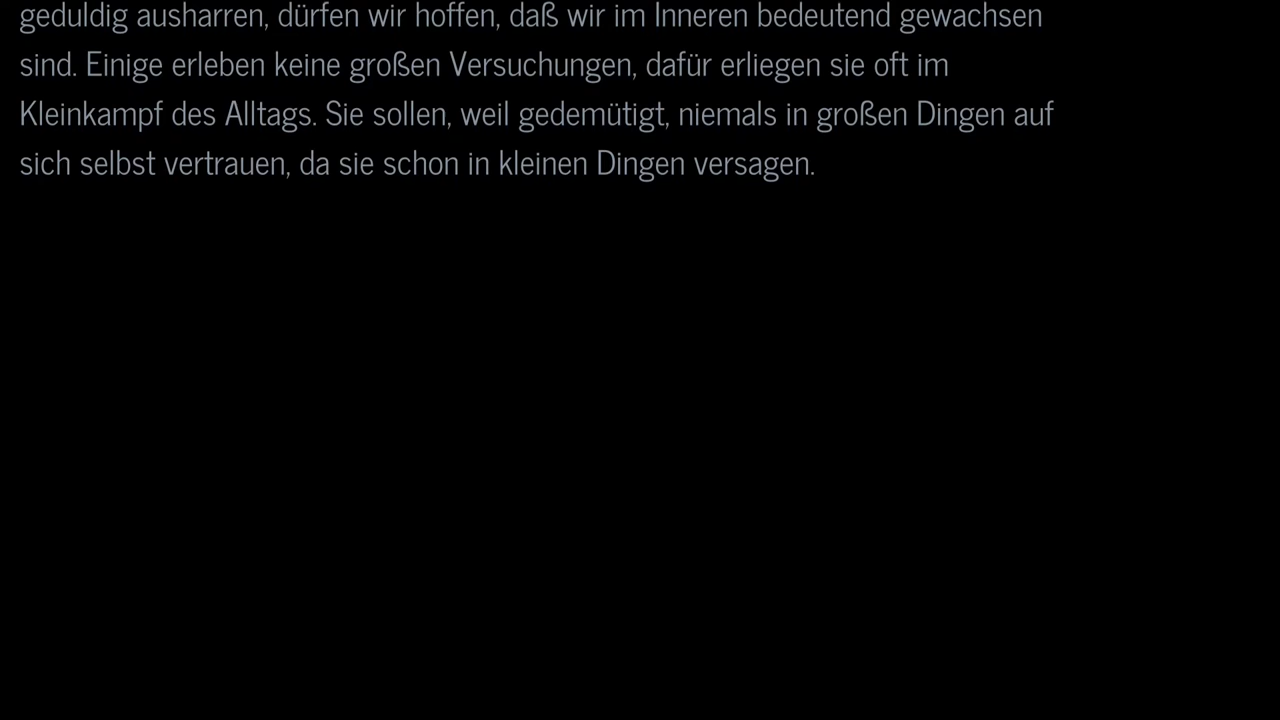 geduldig ausharren, dürfen wir hoffen, daß wir im Inneren bedeutend gewachsen
sind. Einige erleben keine großen Versuchungen, dafür erliegen sie oft im
Kleinkampf des Alltags. Sie sollen, weil gedemütigt, niemals in großen Dingen auf
sich selbst vertrauen, da sie schon in kleinen Dingen versagen.